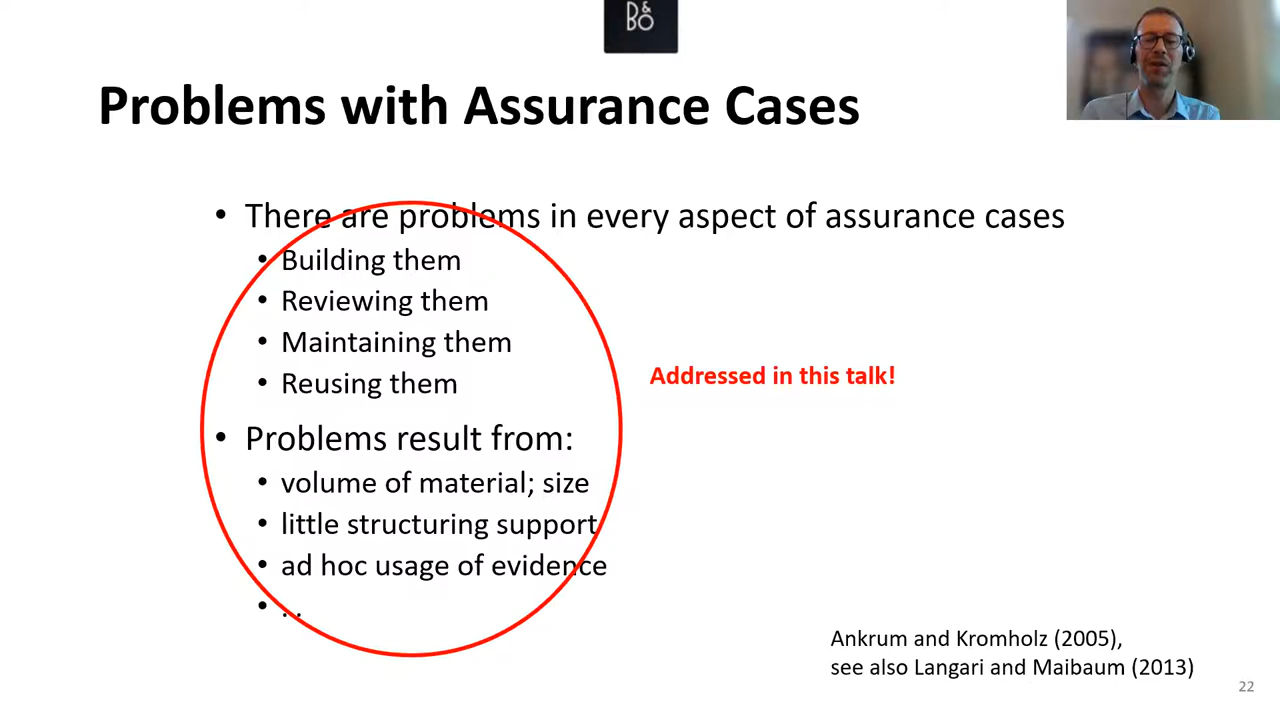 B&O
Problems with Assurance Cases
• There are problems in every aspect of assurance cases
• Building them
• Reviewing them
• Maintaining them
• Reusing them
Addressed in this talk!
• Problems result from:
• volume of material; size
• little structuring support
• ad hoc usage of evidence
• ...
Ankrum and Kromholz (2005),
see also Langari and Maibaum (2013)
22